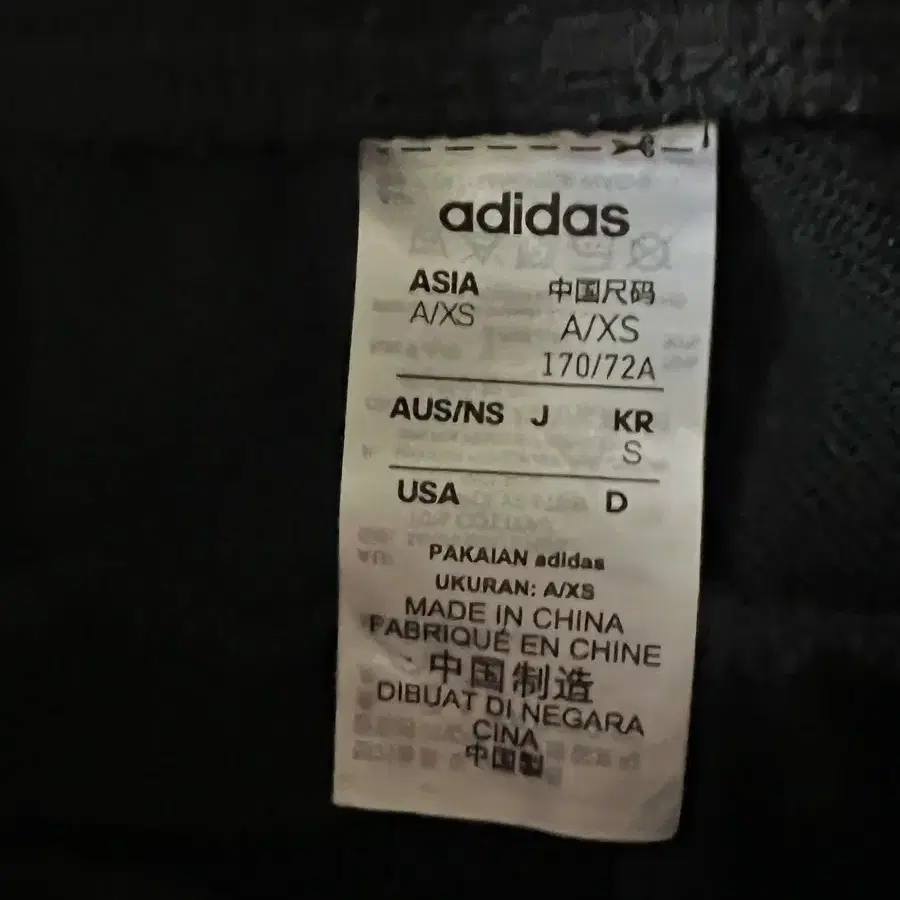 adidas
ASIA 中国尺码
A/XS A/XS
170/72A
AUS/NS J KR
S
USA D
PAKAIAN adidas
UKURAN: A/XS
MADE IN CHINA
FABRIQUÉ EN CHINE
中国制造
DIBUAT DI NEGARA
CINA
中国製